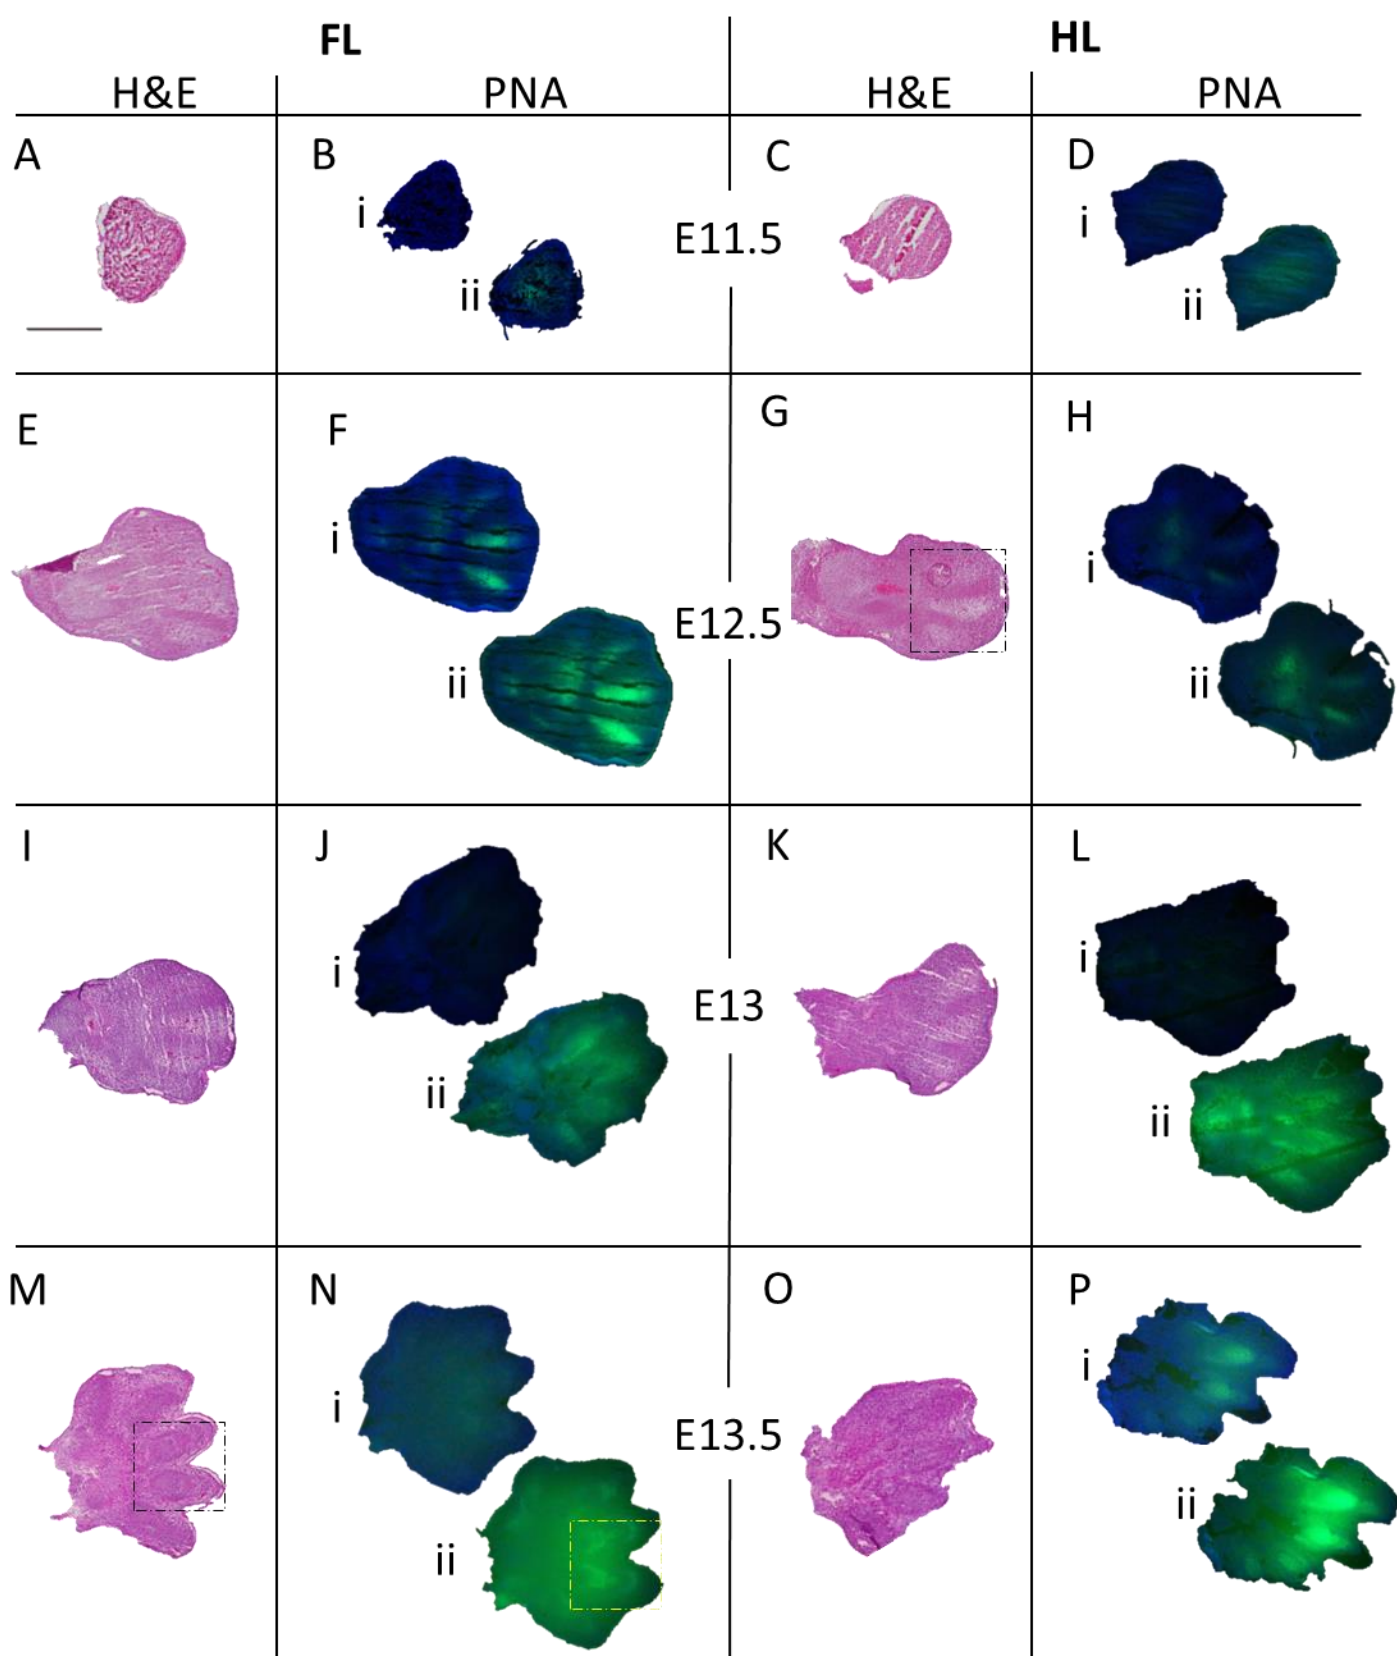 FL HL
H&E PNA H&E PNA
A B C D
i ii E11.5 i ii
E F G H
i ii E12.5 i ii
I J K L
i ii E13 i ii
M N O P
i ii E13.5 i ii